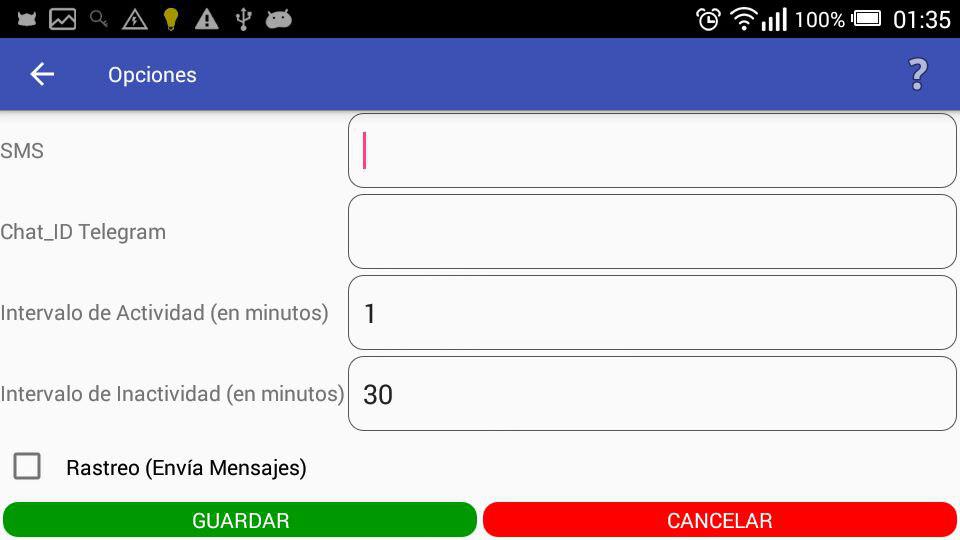 100% 01:35
Opciones ?
SMS
Chat_ID Telegram
Intervalo de Actividad (en minutos) 1
Intervalo de Inactividad (en minutos) 30
Rastreo (Envía Mensajes)
GUARDAR CANCELAR